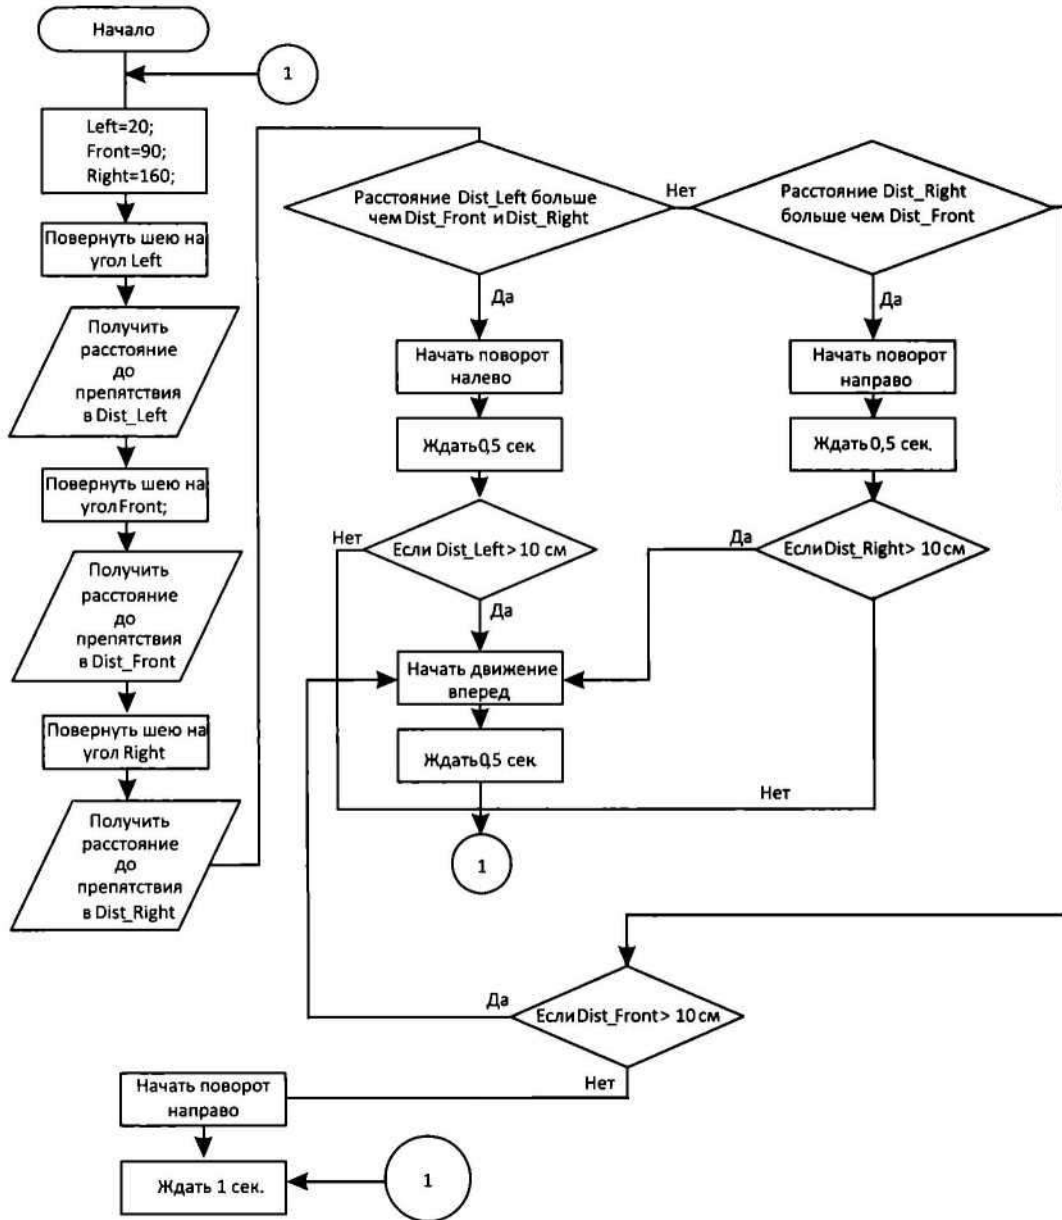 Начало
1
Left=20;
Front=90;
Right=160;
Повернуть шею на
угол Left
Получить
расстояние
до
препятствия
в Dist_Left
Повернуть шею на
угол Front;
Получить
расстояние
до
препятствия
в Dist_Front
Повернуть шею на
угол Right
Получить
расстояние
до
препятствия
в Dist_Right
Расстояние Dist_Left больше
чем Dist_Front и Dist_Right
Нет
Расстояние Dist_Right
больше чем Dist_Front
Да
Да
Начать поворот
налево
Начать поворот
направо
Ждать 0,5 сек
Ждать 0,5 сек.
Нет
Если Dist_Left > 10 см
Да
Если Dist_Right > 10 см
Да
Начать движение
вперед
Ждать 0,5 сек
Нет
1
Да
Если Dist_Front > 10 см
Нет
Начать поворот
направо
Ждать 1 сек.
1